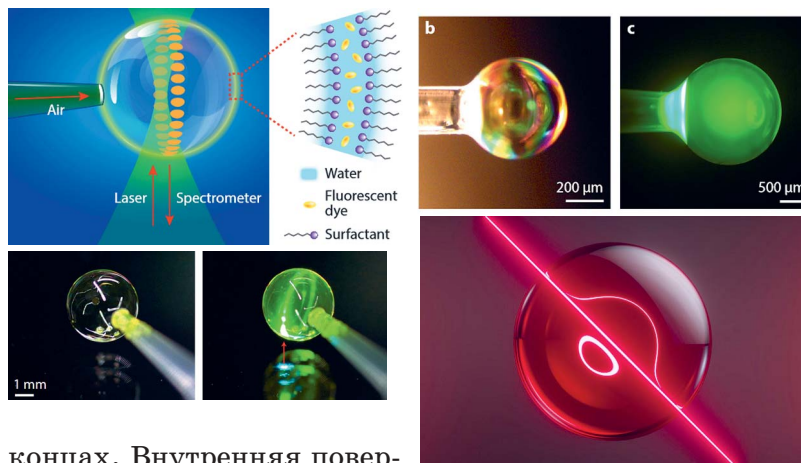 Air
Laser
Spectrometer
Water
Fluorescent
dye
Surfactant
1 mm
b
200 µm
c
500 µm
концах. Внутренняя повер-